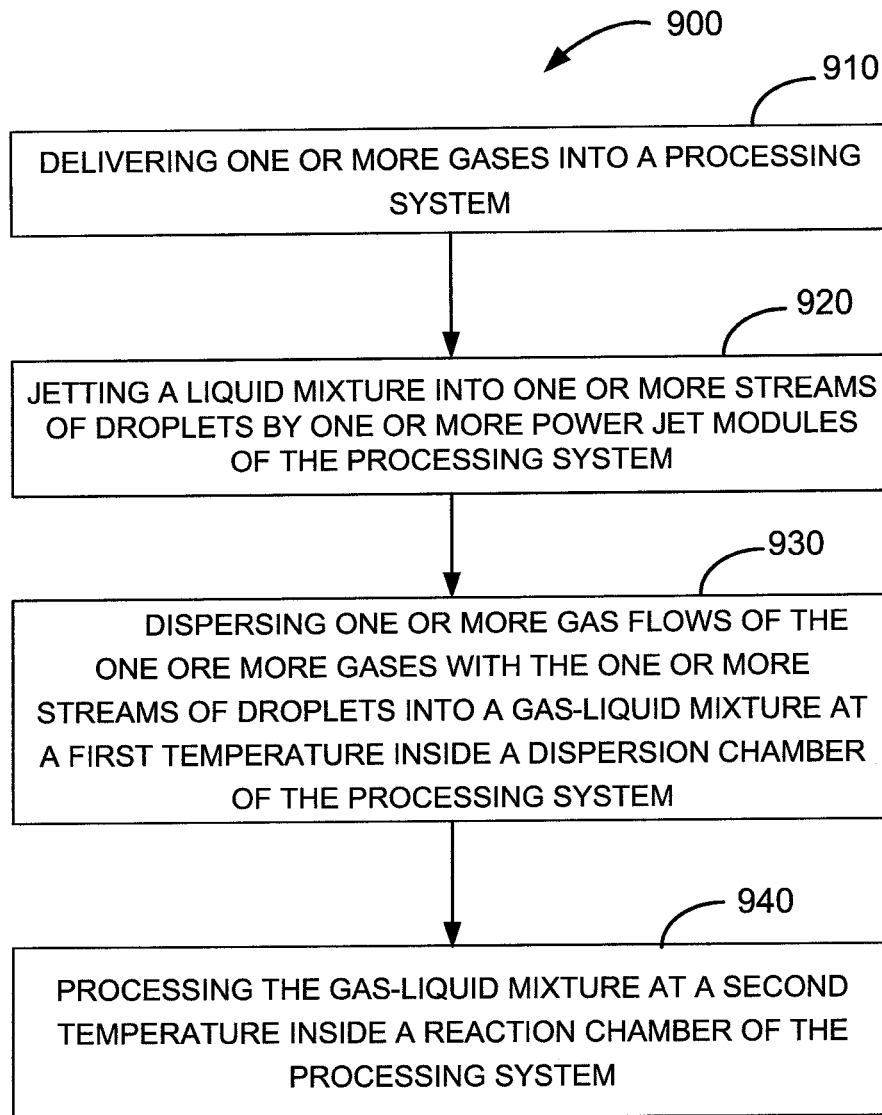 900
910
DELIVERING ONE OR MORE GASES INTO A PROCESSING
SYSTEM
920
JETTING A LIQUID MIXTURE INTO ONE OR MORE STREAMS
OF DROPLETS BY ONE OR MORE POWER JET MODULES
OF THE PROCESSING SYSTEM
930
DISPERSING ONE OR MORE GAS FLOWS OF THE
ONE ORE MORE GASES WITH THE ONE OR MORE
STREAMS OF DROPLETS INTO A GAS-LIQUID MIXTURE AT
A FIRST TEMPERATURE INSIDE A DISPERSION CHAMBER
OF THE PROCESSING SYSTEM
940
PROCESSING THE GAS-LIQUID MIXTURE AT A SECOND
TEMPERATURE INSIDE A REACTION CHAMBER OF THE
PROCESSING SYSTEM